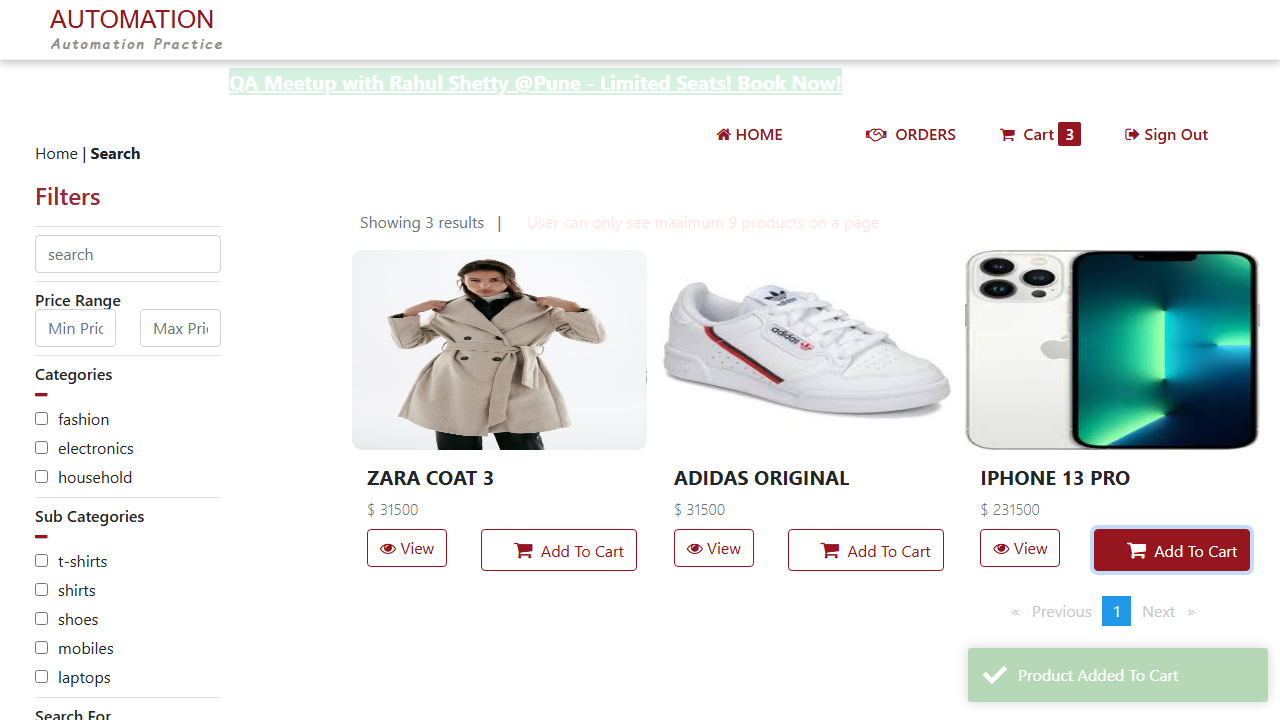 AUTOMATION
Automation Practice
QA Meetup with Rahul Shetty @Pune - Limited Seats! Book Now!
HOME ORDERS Cart 3 Sign Out
Home | Search
Filters
Showing 3 results | User can only see maximum 9 products on a page
search
Price Range
Min Pric Max Pric
Categories
fashion
electronics
household
Sub Categories
t-shirts
shirts
shoes
mobiles
laptops
Search For
adidas
ZARA COAT 3
$ 31500
View Add To Cart
ADIDAS ORIGINAL
$ 31500
View Add To Cart
IPHONE 13 PRO
$ 231500
View Add To Cart
« Previous 1 Next »
Product Added To Cart